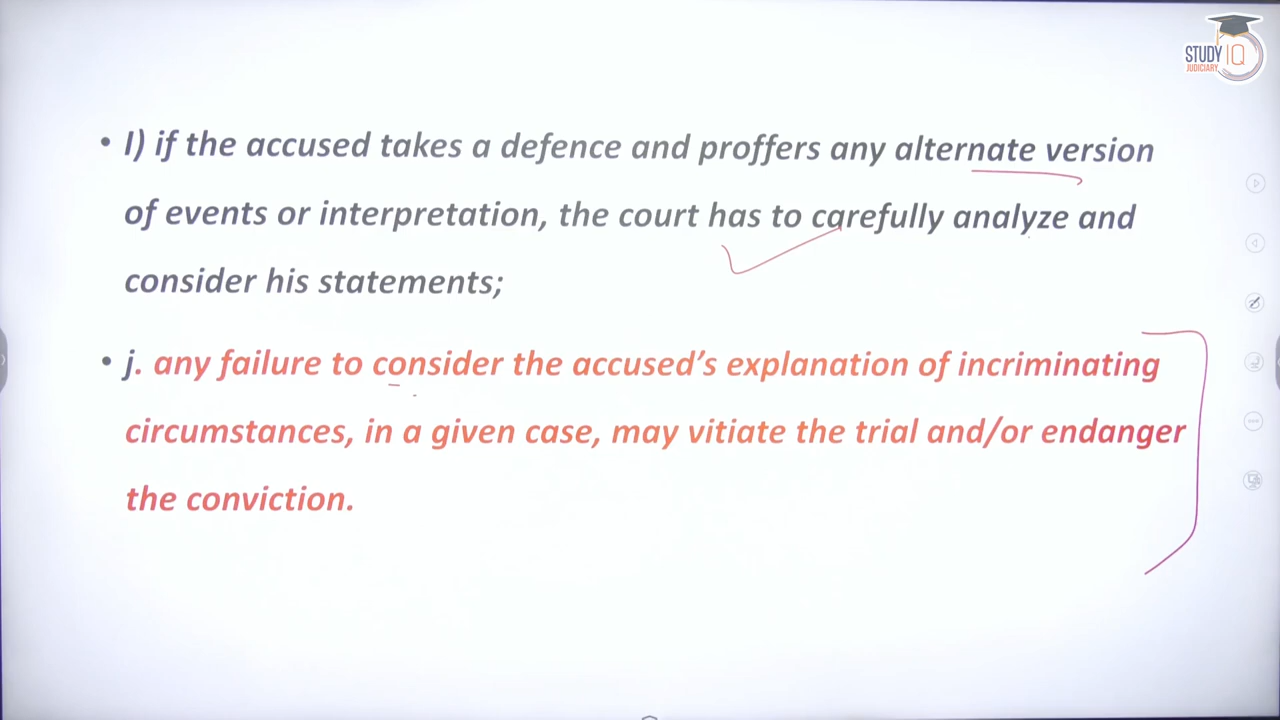 STUDY IQ
JUDICIARY
• I) if the accused takes a defence and proffers any alternate version
of events or interpretation, the court has to carefully analyze and
consider his statements;
• j. any failure to consider the accused’s explanation of incriminating
circumstances, in a given case, may vitiate the trial and/or endanger
the conviction.